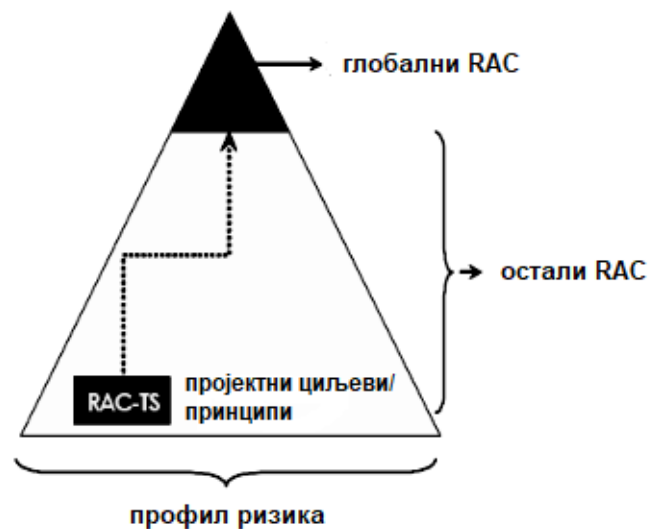 глобални RAC
остали RAC
RAC-TS
пројектни циљеви/
принципи
профил ризика